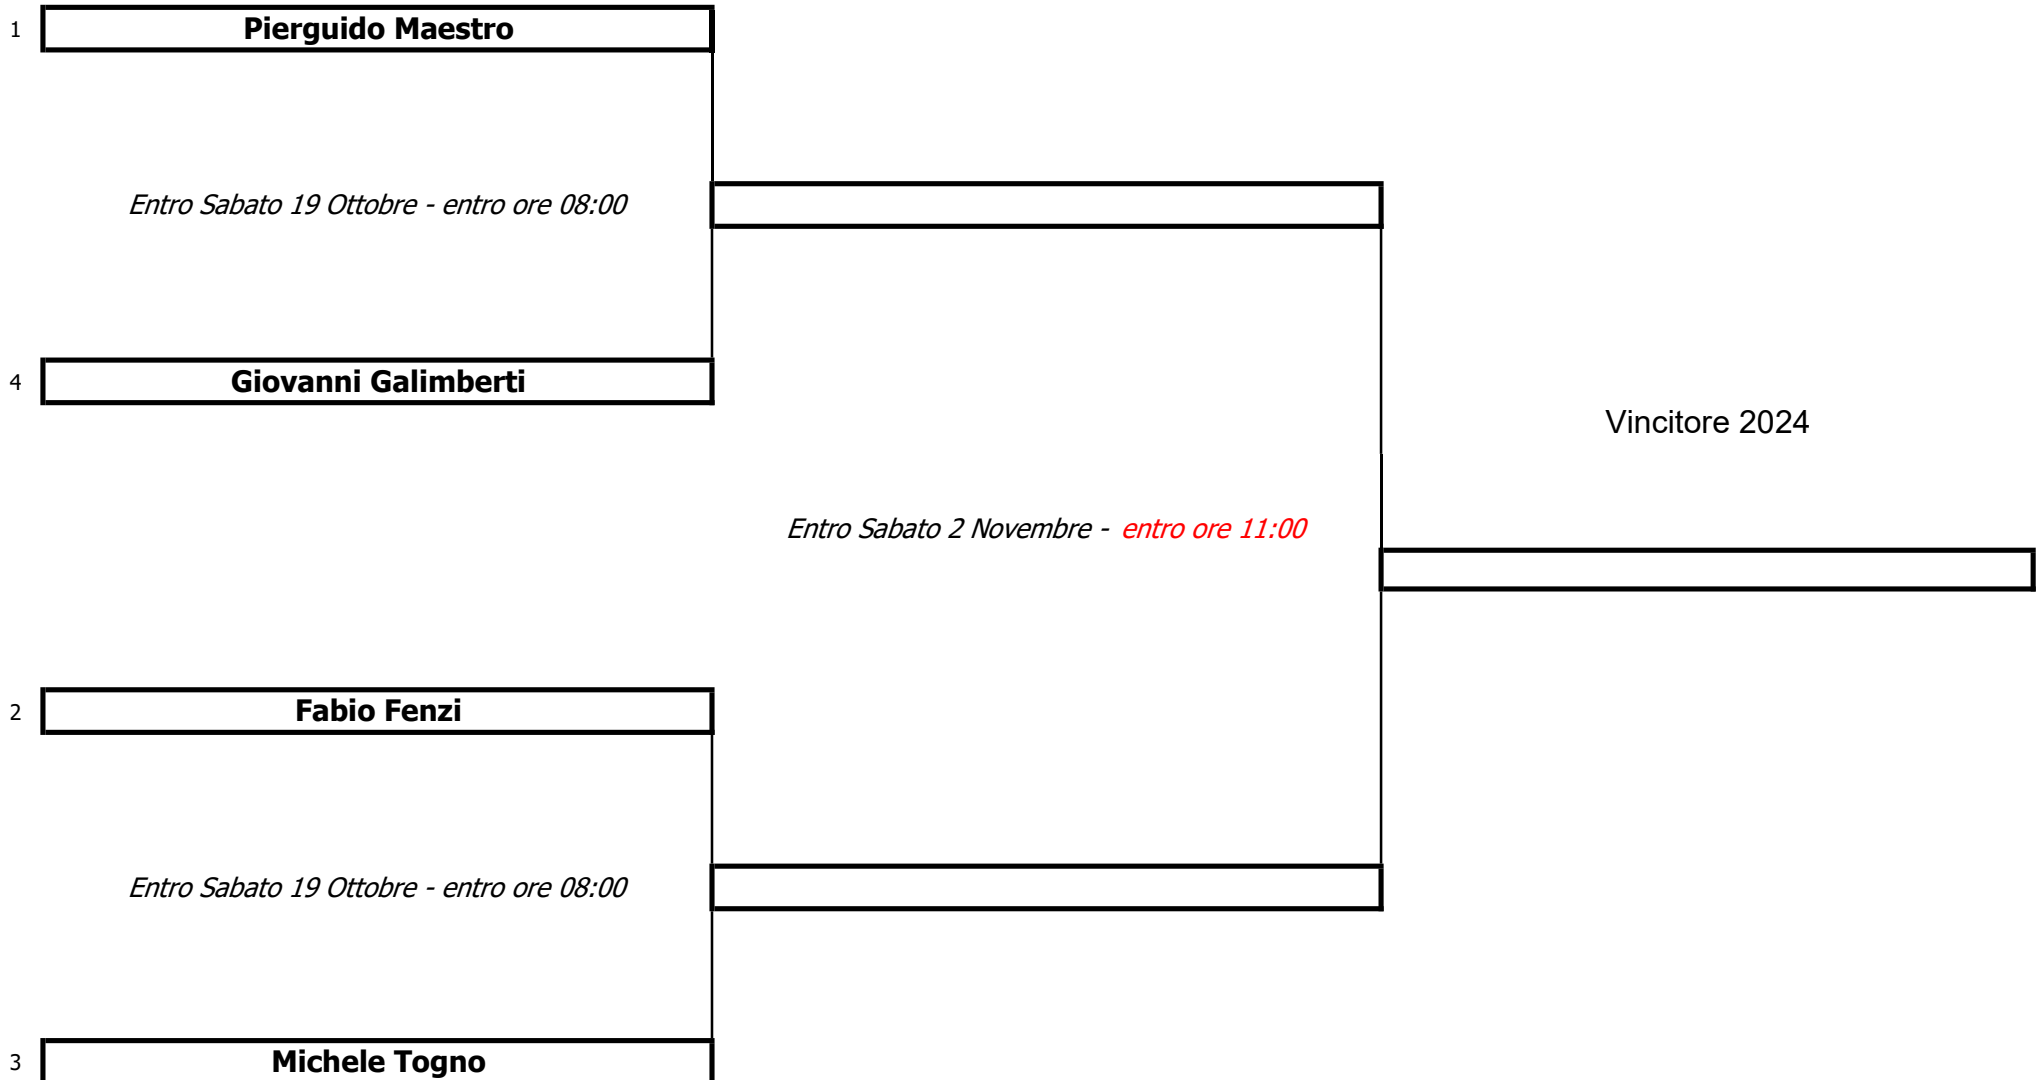 1 Pierguido Maestro
Entro Sabato 19 Ottobre - entro ore 08:00
4 Giovanni Galimberti
Vincitore 2024
Entro Sabato 2 Novembre - entro ore 11:00
2 Fabio Fenzi
Entro Sabato 19 Ottobre - entro ore 08:00
3 Michele Togno